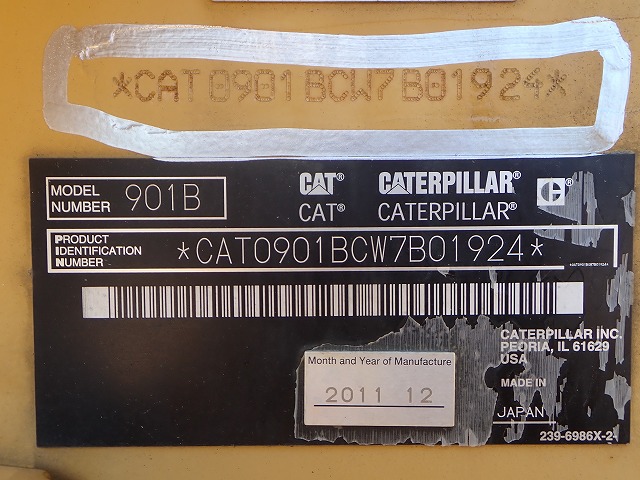 *CAT0901BCW7B01924*
MODEL NUMBER 901B
CAT® CATERPILLAR® C®
CAT® CATERPILLAR®
PRODUCT IDENTIFICATION NUMBER *CAT0901BCW7B01924*
*CAT0901BCW7B01924*
CATERPILLAR INC.
PEORIA, IL 61629
USA
Month and Year of Manufacture
2011 12
MADE IN
JAPAN
239-6986X-2